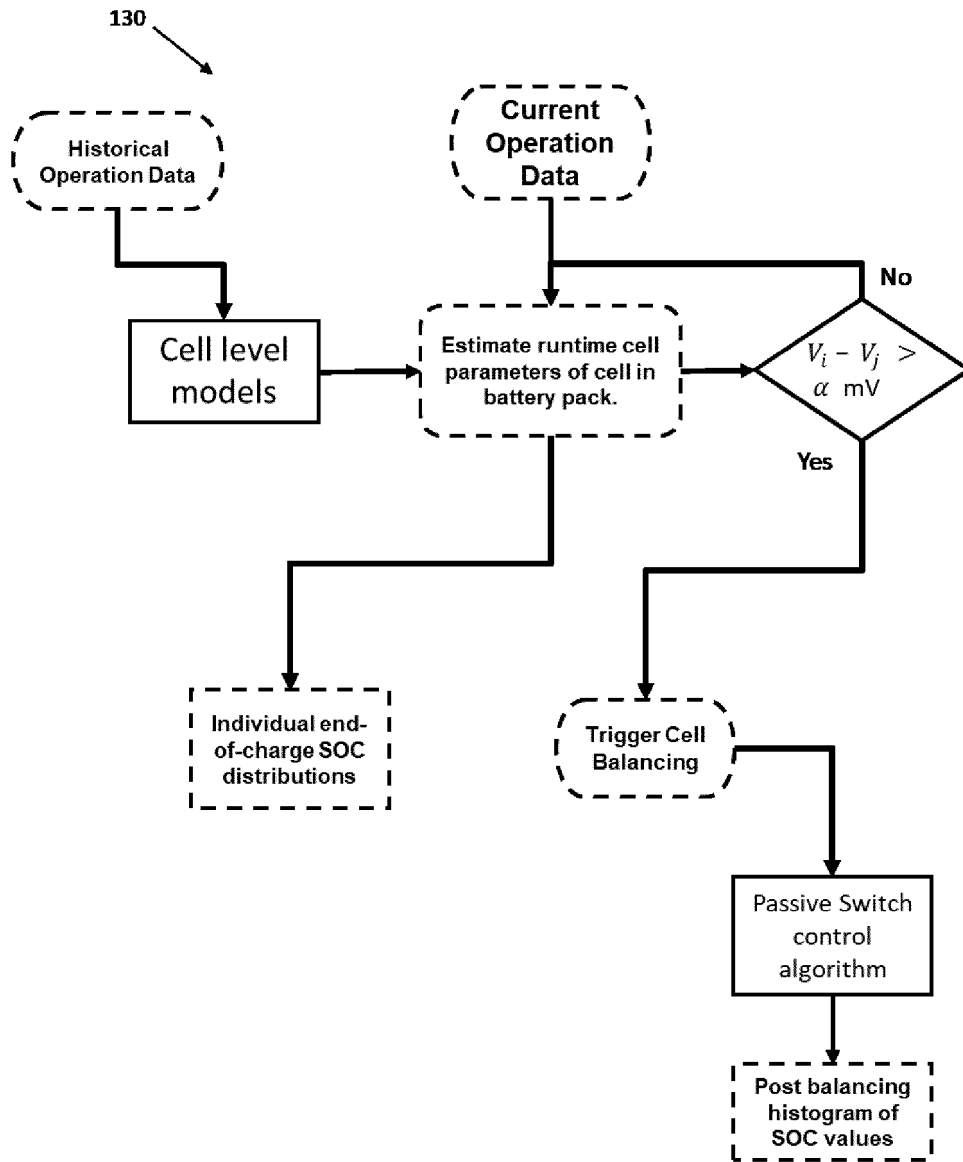 130
Historical
Operation Data
Current
Operation
Data
No
Cell level
models
Estimate runtime cell
parameters of cell in
battery pack.
V_i – V_j >
α mV
Yes
Individual end-
of-charge SOC
distributions
Trigger Cell
Balancing
Passive Switch
control
algorithm
Post balancing
histogram of
SOC values